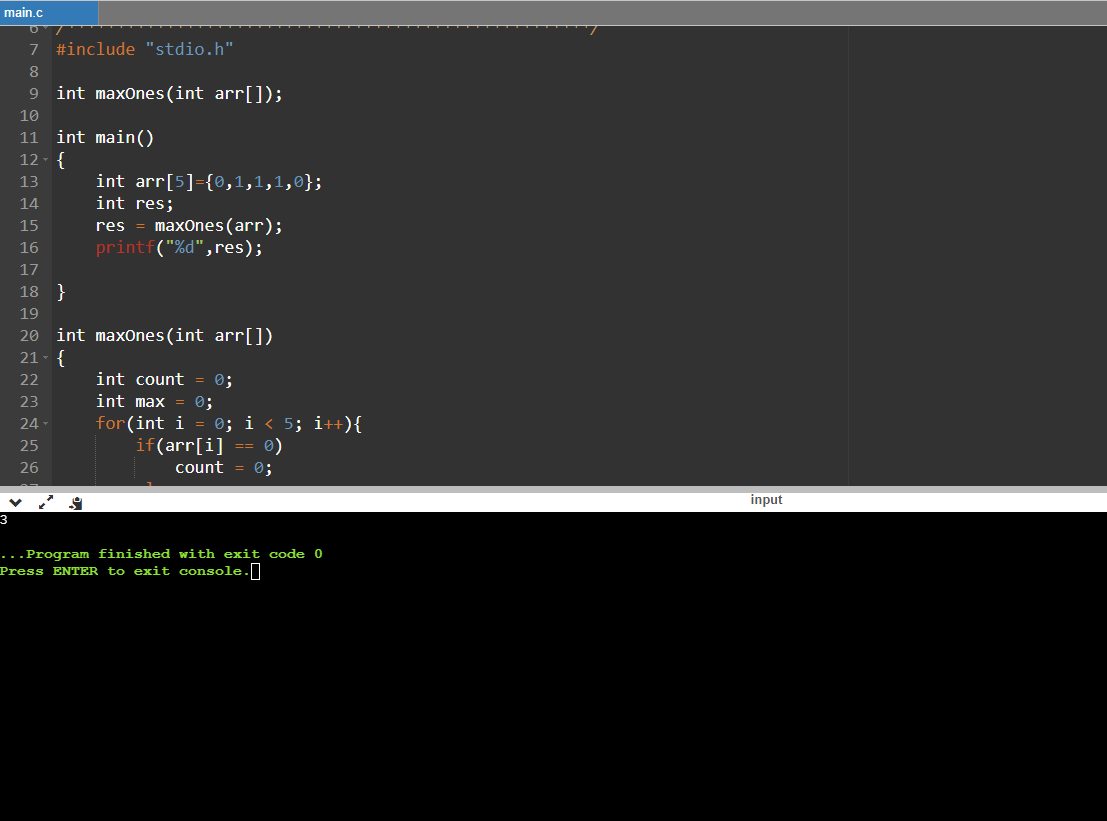 main.c
6
7 #include "stdio.h"
8
9 int maxOnes(int arr[]);
10
11 int main()
12 {
13     int arr[5]={0,1,1,1,0};
14     int res;
15     res = maxOnes(arr);
16     printf("%d",res);
17
18 }
19
20 int maxOnes(int arr[])
21 {
22     int count = 0;
23     int max = 0;
24     for(int i = 0; i < 5; i++){
25         if(arr[i] == 0)
26             count = 0;
input
3
...Program finished with exit code 0
Press ENTER to exit console.